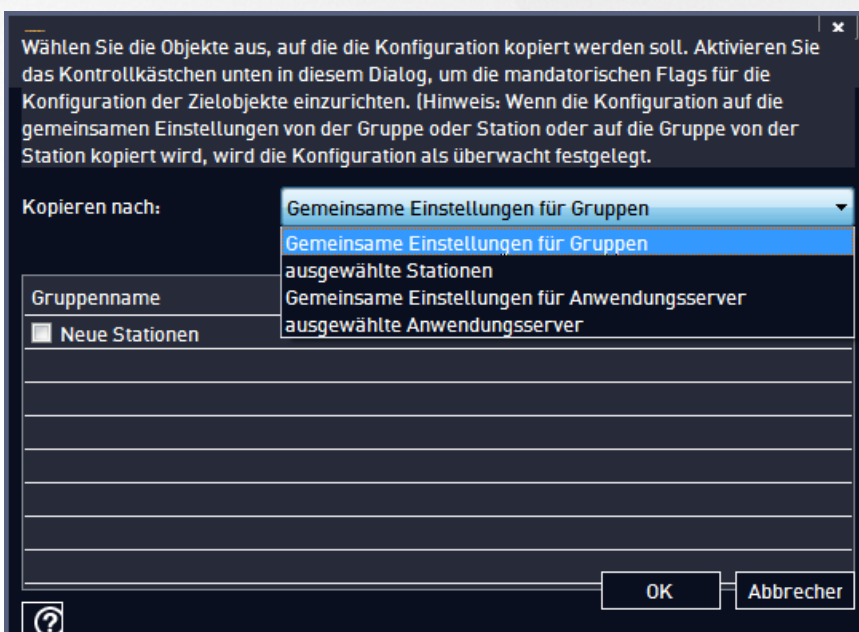 Wählen Sie die Objekte aus, auf die die Konfiguration kopiert werden soll. Aktivieren Sie
das Kontrollkästchen unten in diesem Dialog, um die mandatorischen Flags für die
Konfiguration der Zielobjekte einzurichten. (Hinweis: Wenn die Konfiguration auf die
gemeinsamen Einstellungen von der Gruppe oder Station oder auf die Gruppe von der
Station kopiert wird, wird die Konfiguration als überwacht festgelegt.
Kopieren nach:
Gemeinsame Einstellungen für Gruppen
Gemeinsame Einstellungen für Gruppen
ausgewählte Stationen
Gemeinsame Einstellungen für Anwendungsserver
ausgewählte Anwendungsserver
Gruppenname
Neue Stationen
OK
Abbrecher
?